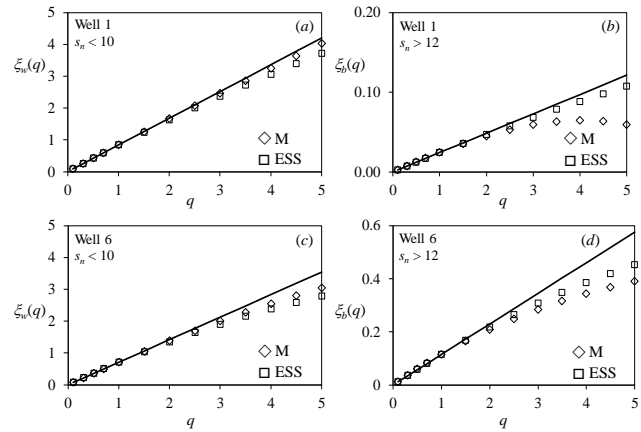 Well 1
s_n < 10
(a)
ξ_w(q)
5
4
3
2
1
0
0 1 2 3 4 5
q
M
ESS
Well 1
s_n > 12
(b)
ξ_b(q)
0.10
0.05
0.00
0 1 2 3 4 5
q
M
ESS
Well 6
s_n < 10
(c)
ξ_w(q)
5
4
3
2
1
0
0 1 2 3 4 5
q
M
ESS
Well 6
s_n > 12
(d)
ξ_b(q)
0.6
0.4
0.2
0
0 1 2 3 4 5
q
M
ESS